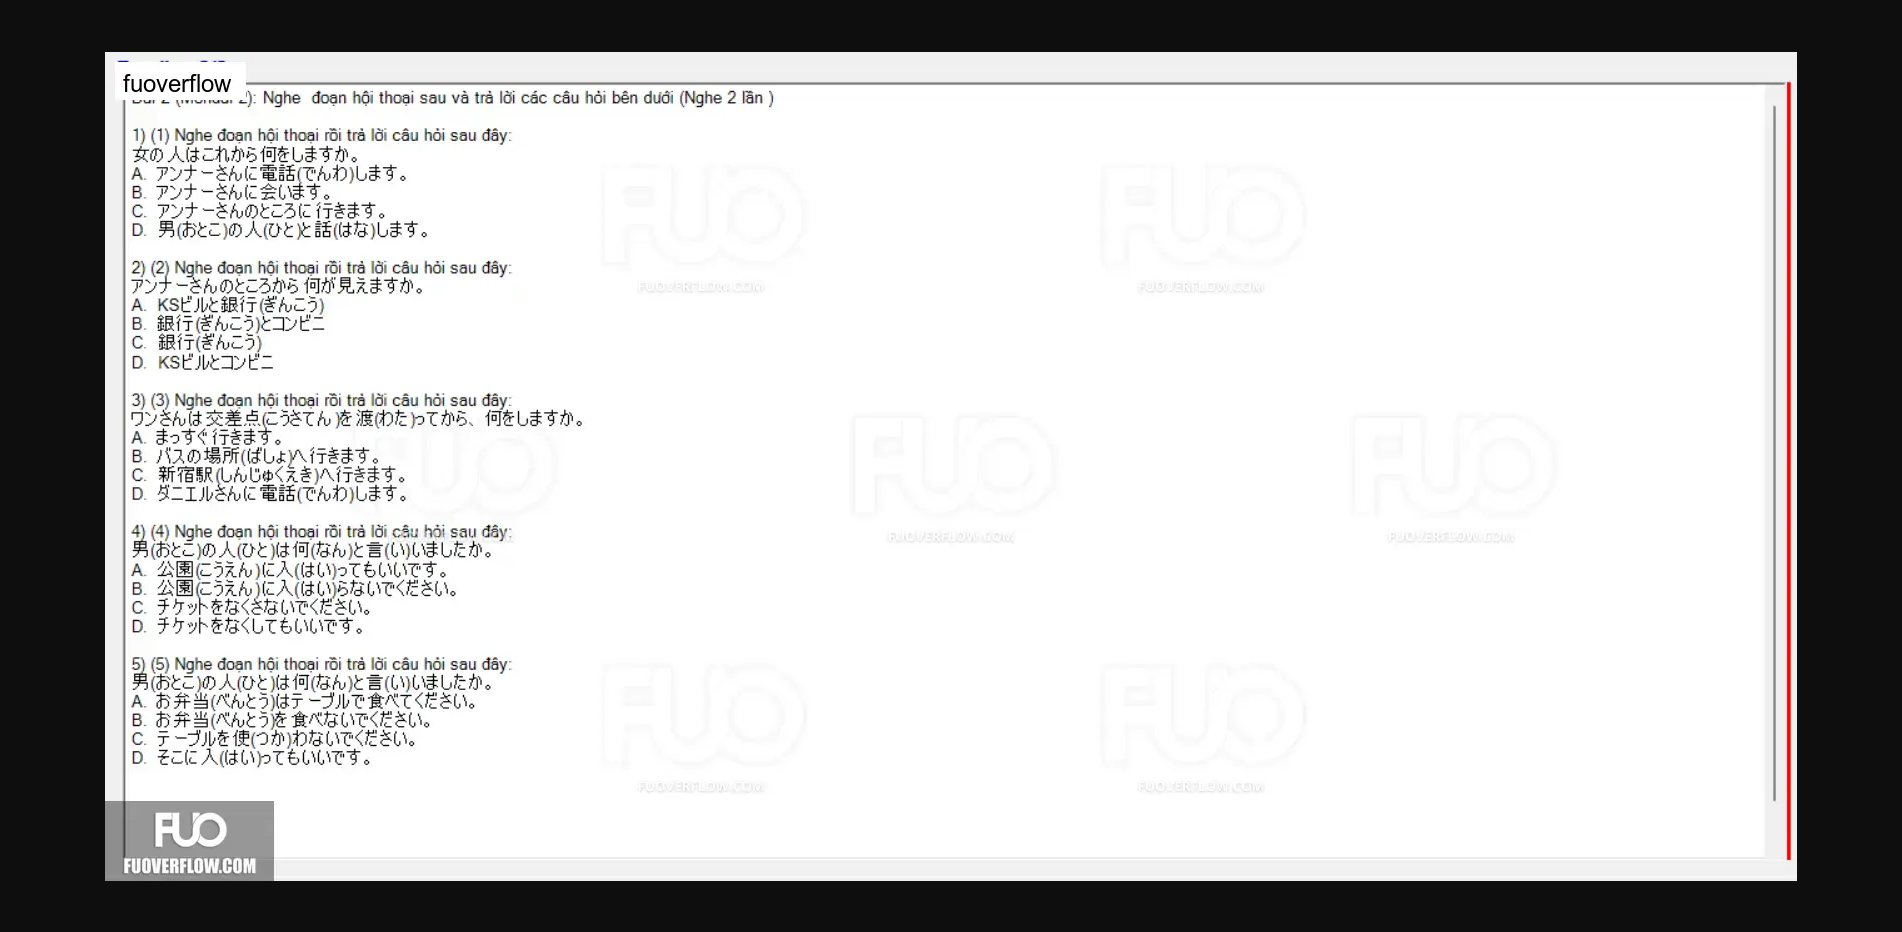 fuoverflow
Nghe đoạn hội thoại sau và trả lời các câu hỏi bên dưới (Nghe 2 lần )
1) (1) Nghe đoạn hội thoại rồi trả lời câu hỏi sau đây:
女の人はこれから何をしますか。
A. アンナーさんに電話(でんわ)します。
B. アンナーさんに会います。
C. アンナーさんのところに行きます。
D. 男(おとこ)の人(ひと)と話(はな)します。
2) (2) Nghe đoạn hội thoại rồi trả lời câu hỏi sau đây:
アンナーさんのところから何が見えますか。
A. KSビルと銀行(ぎんこう)
B. 銀行(ぎんこう)とコンビニ
C. 銀行(ぎんこう)
D. KSビルとコンビニ
3) (3) Nghe đoạn hội thoại rồi trả lời câu hỏi sau đây:
ワンさんは交差点(こうさてん)を渡(わた)ってから、何をしますか。
A. まっすぐ行きます。
B. バスの場所(ばしょ)へ行きます。
C. 新宿駅(しんじゅくえき)へ行きます。
D. ダニエルさんに電話(でんわ)します。
4) (4) Nghe đoạn hội thoại rồi trả lời câu hỏi sau đây:
男(おとこ)の人(ひと)は何(なん)と言(い)いましたか。
A. 公園(こうえん)に入(はい)ってもいいです。
B. 公園(こうえん)に入(はい)らないでください。
C. チケットをなくさないでください。
D. チケットをなくしてもいいです。
5) (5) Nghe đoạn hội thoại rồi trả lời câu hỏi sau đây:
男(おとこ)の人(ひと)は何(なん)と言(い)いましたか。
A. お弁当(べんとう)はテーブルで食べてください。
B. お弁当(べんとう)を食べないでください。
C. テーブルを使(つか)わないでください。
D. そこに入(はい)ってもいいです。
FUO
FUOVERFLOW.COM